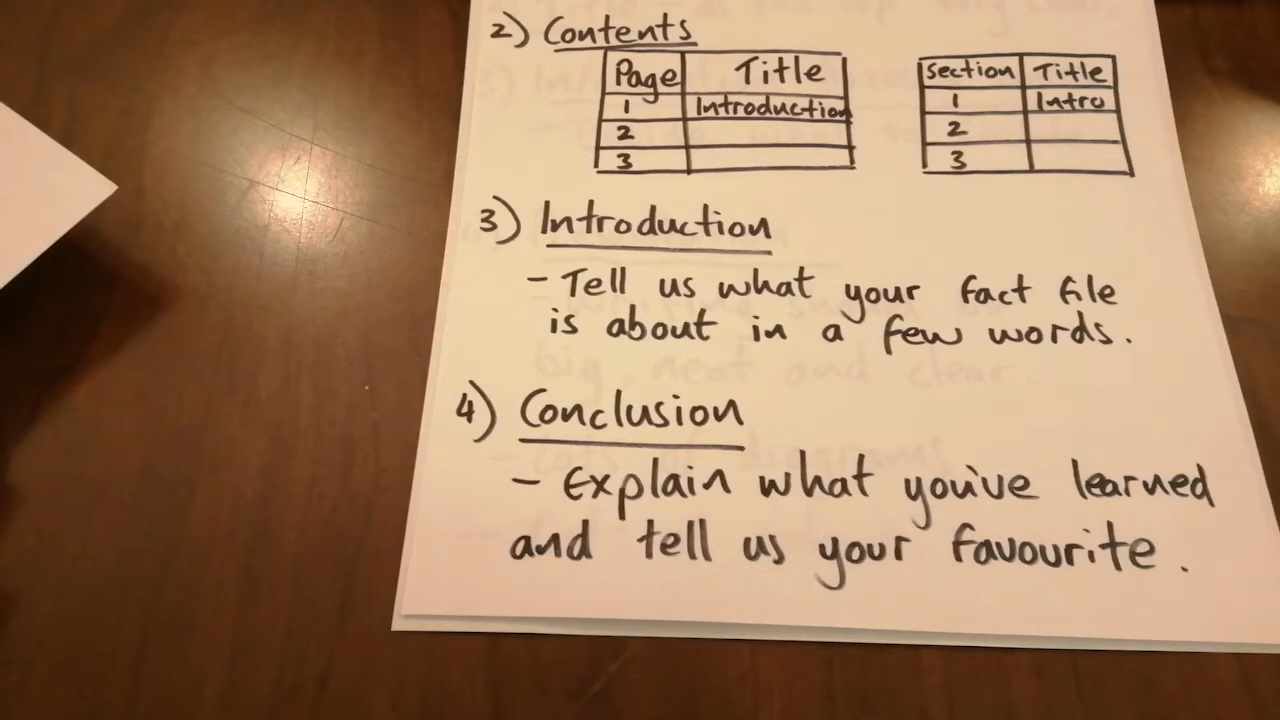 2) Contents
Page Title
1 Introduction
2
3
Section Title
1 Intro
2
3
3) Introduction
- Tell us what your fact file
is about in a few words.
4) Conclusion
- Explain what you've learned
and tell us your favourite.